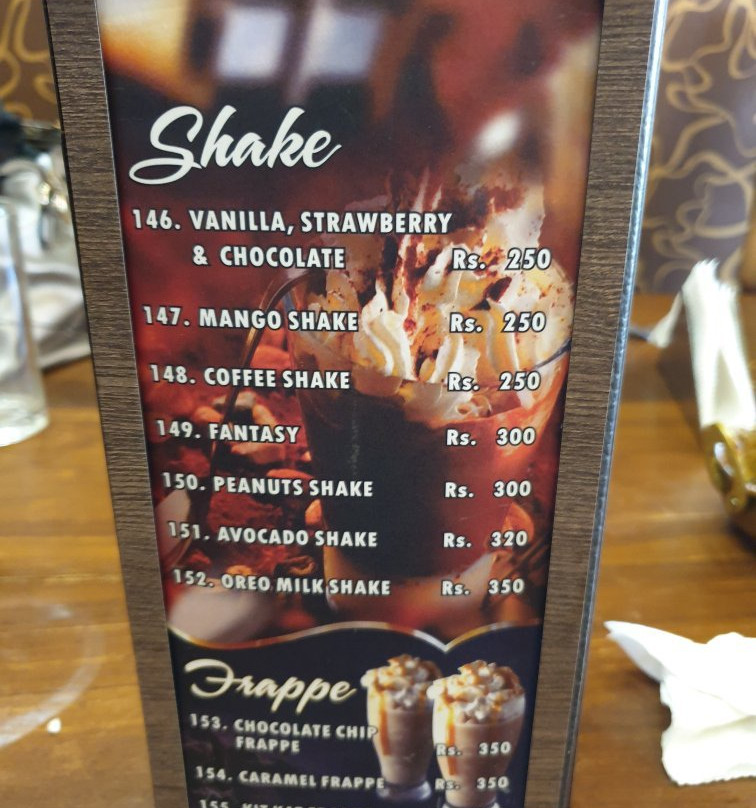 Shake
146. VANILLA, STRAWBERRY
& CHOCOLATE Rs. 250
147. MANGO SHAKE Rs. 250
148. COFFEE SHAKE Rs. 250
149. FANTASY Rs. 300
150. PEANUTS SHAKE Rs. 300
151. AVOCADO SHAKE Rs. 320
152. OREO MILK SHAKE Rs. 350
Frappe
153. CHOCOLATE CHIP
FRAPPE Rs. 350
154. CARAMEL FRAPPE Rs. 350
155.